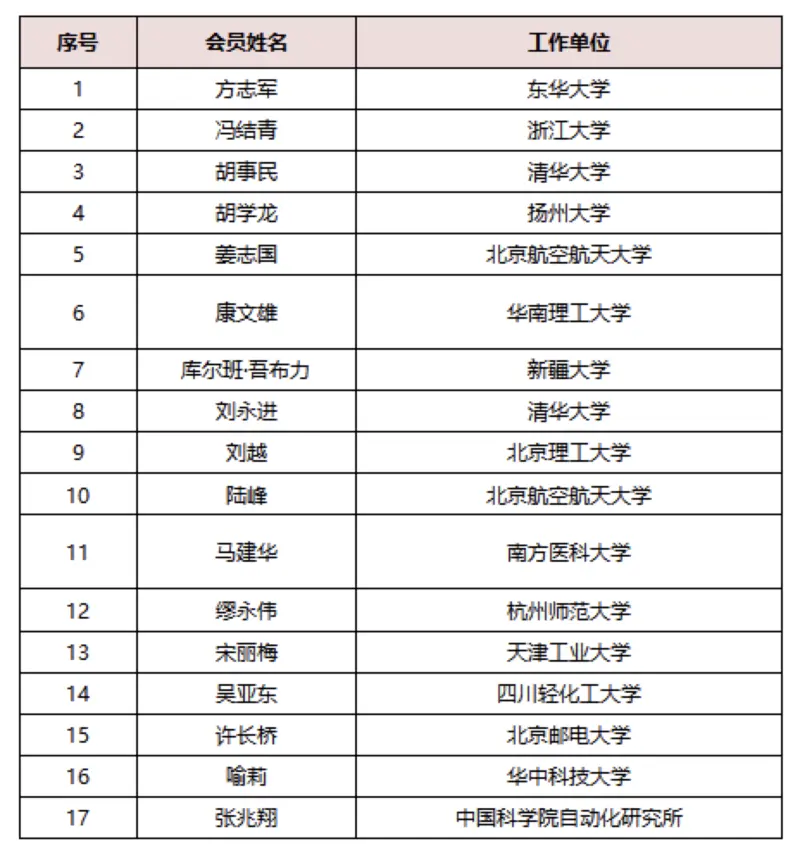 序号 会员姓名 工作单位
1 方志军 东华大学
2 冯结青 浙江大学
3 胡事民 清华大学
4 胡学龙 扬州大学
5 姜志国 北京航空航天大学
6 康文雄 华南理工大学
7 库尔班·吾布力 新疆大学
8 刘永进 清华大学
9 刘越 北京理工大学
10 陆峰 北京航空航天大学
11 马建华 南方医科大学
12 缪永伟 杭州师范大学
13 宋丽梅 天津工业大学
14 吴亚东 四川轻化工大学
15 许长桥 北京邮电大学
16 喻莉 华中科技大学
17 张兆翔 中国科学院自动化研究所